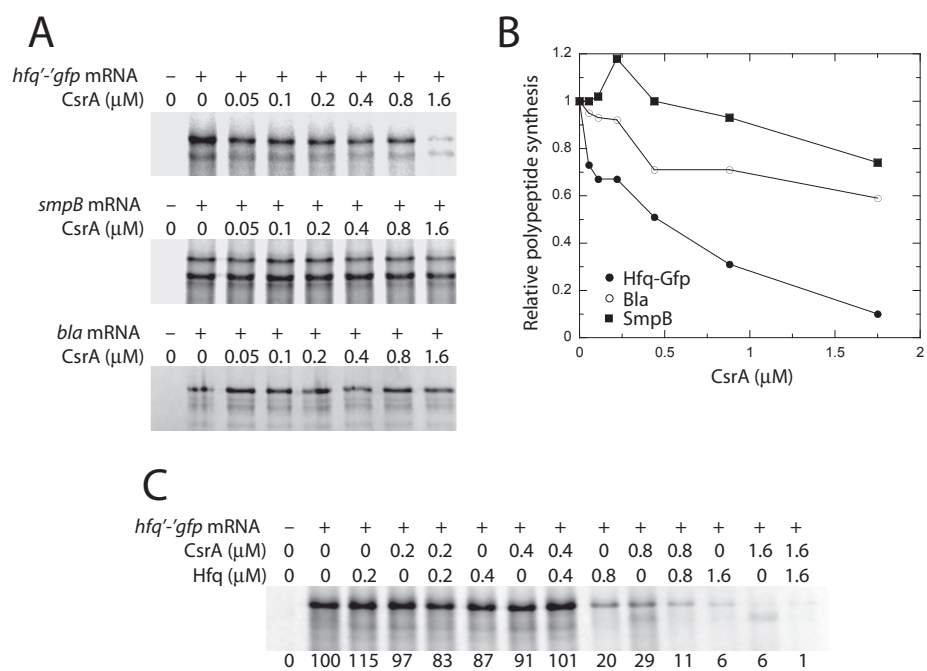 A
hfq'-'gfp mRNA – + + + + + + +
CsrA (μM) 0 0 0.05 0.1 0.2 0.4 0.8 1.6
smpB mRNA – + + + + + + +
CsrA (μM) 0 0 0.05 0.1 0.2 0.4 0.8 1.6
bla mRNA – + + + + + + +
CsrA (μM) 0 0 0.05 0.1 0.2 0.4 0.8 1.6
B
Relative polypeptide synthesis
1.2
1
0.8
0.6
0.4
0.2
0
Hfq-Gfp
Bla
SmpB
0 0.5 1 1.5 2
CsrA (μM)
C
hfq'-'gfp mRNA – + + + + + + + + + + + + +
CsrA (μM) 0 0 0 0.2 0.2 0 0.4 0.4 0 0.8 0.8 0 1.6 1.6
Hfq (μM) 0 0 0.2 0 0.2 0.4 0 0.4 0.8 0 0.8 1.6 0 1.6
0 100 115 97 83 87 91 101 20 29 11 6 6 1